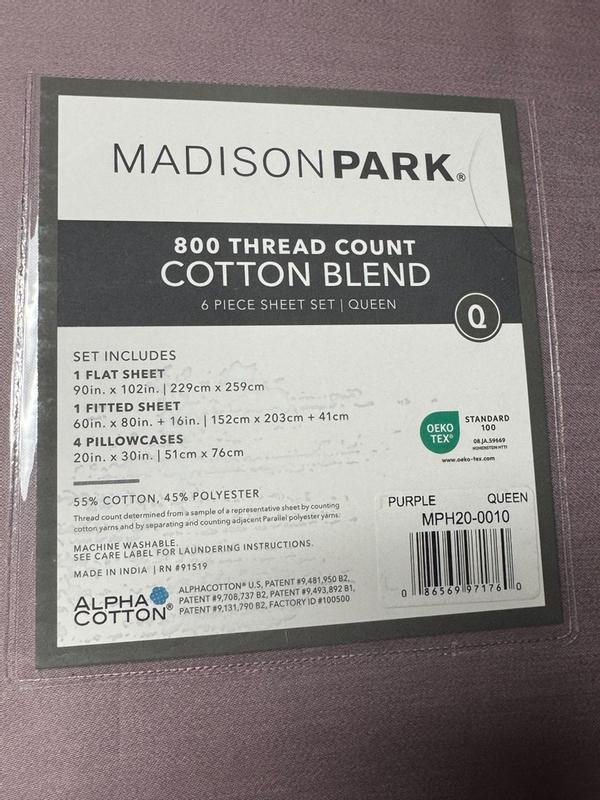 MADISONPARK®
800 THREAD COUNT
COTTON BLEND
6 PIECE SHEET SET | QUEEN
Q
SET INCLUDES
1 FLAT SHEET
90in. x 102in. | 229cm x 259cm
1 FITTED SHEET
60in. x 80in. + 16in. | 152cm x 203cm + 41cm
4 PILLOWCASES
20in. x 30in. | 51cm x 76cm
OEKO
TEX®
STANDARD
100
08.JA.59669
HOHENSTEIN HTTI
www.oeko-tex.com
55% COTTON, 45% POLYESTER
Thread count determined from a sample of a representative sheet by counting
cotton yarns and by separating and counting adjacent Parallel polyester yarns.
MACHINE WASHABLE.
SEE CARE LABEL FOR LAUNDERING INSTRUCTIONS.
MADE IN INDIA | RN #91519
ALPHA
COTTON®
ALPHACOTTON® U.S, PATENT #9,481,950 B2,
PATENT #9,708,737 B2, PATENT #9,493,892 B1,
PATENT #9,131,790 B2, FACTORY ID #100500
PURPLE QUEEN
MPH20-0010
0 86569 97176 0